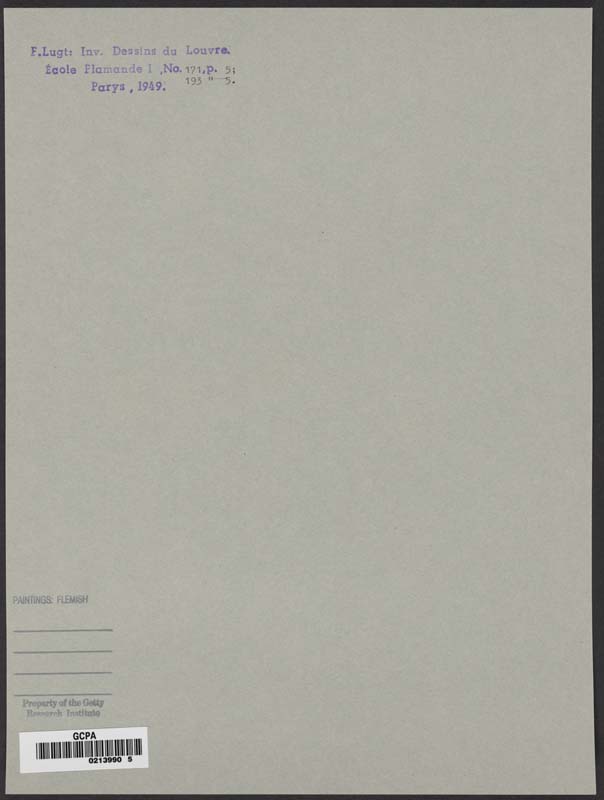 F.Lugt: Inv. Dessins du Louvre.
École Flamande I ,No. 171,p. 5;
193 " 5.
Parys , 1949.
PAINTINGS: FLEMISH
Property of the Getty
Research Institute
GCPA
0213990 5